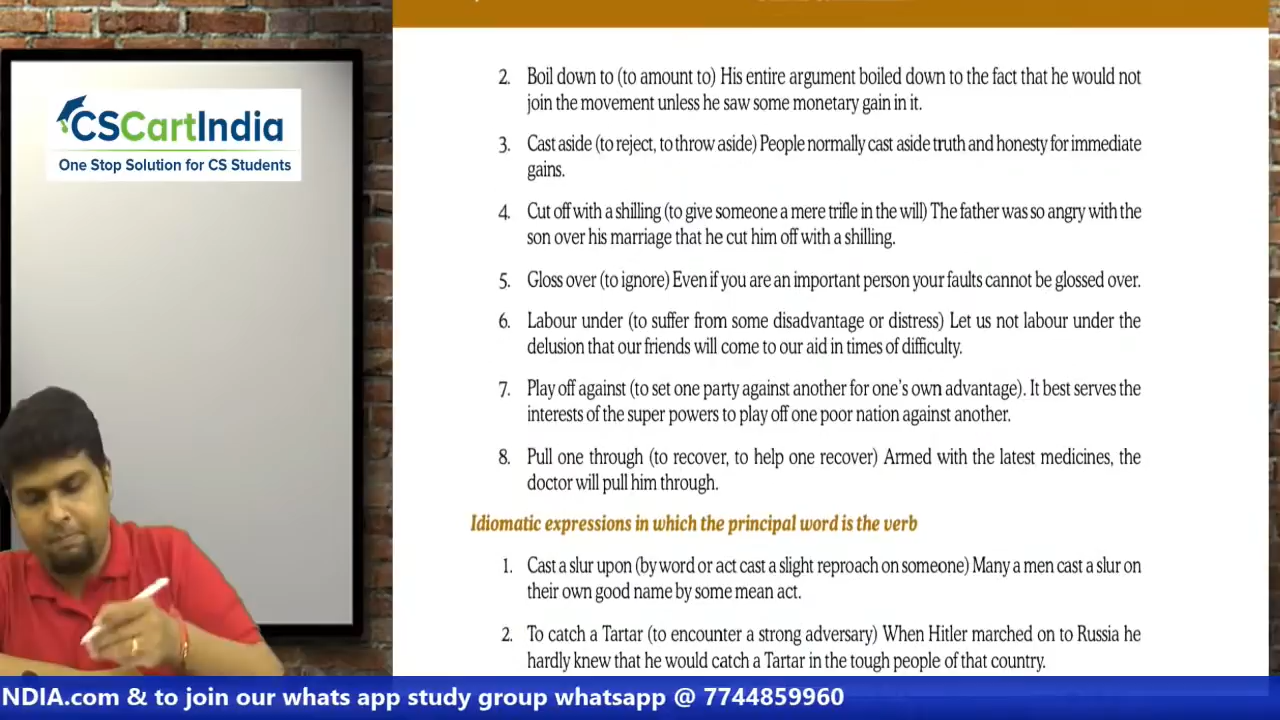 CSCartIndia
One Stop Solution for CS Students
2. Boil down to (to amount to) His entire argument boiled down to the fact that he would not
join the movement unless he saw some monetary gain in it.
3. Cast aside (to reject, to throw aside) People normally cast aside truth and honesty for immediate
gains.
4. Cut off with a shilling (to give someone a mere trifle in the will) The father was so angry with the
son over his marriage that he cut him off with a shilling.
5. Gloss over (to ignore) Even if you are an important person your faults cannot be glossed over.
6. Labour under (to suffer from some disadvantage or distress) Let us not labour under the
delusion that our friends will come to our aid in times of difficulty.
7. Play off against (to set one party against another for one's own advantage). It best serves the
interests of the super powers to play off one poor nation against another.
8. Pull one through (to recover, to help one recover) Armed with the latest medicines, the
doctor will pull him through.
Idiomatic expressions in which the principal word is the verb
1. Cast a slur upon (by word or act cast a slight reproach on someone) Many a men cast a slur on
their own good name by some mean act.
2. To catch a Tartar (to encounter a strong adversary) When Hitler marched on to Russia he
hardly knew that he would catch a Tartar in the tough people of that country.
NDIA.com & to join our whats app study group whatsapp @ 7744859960